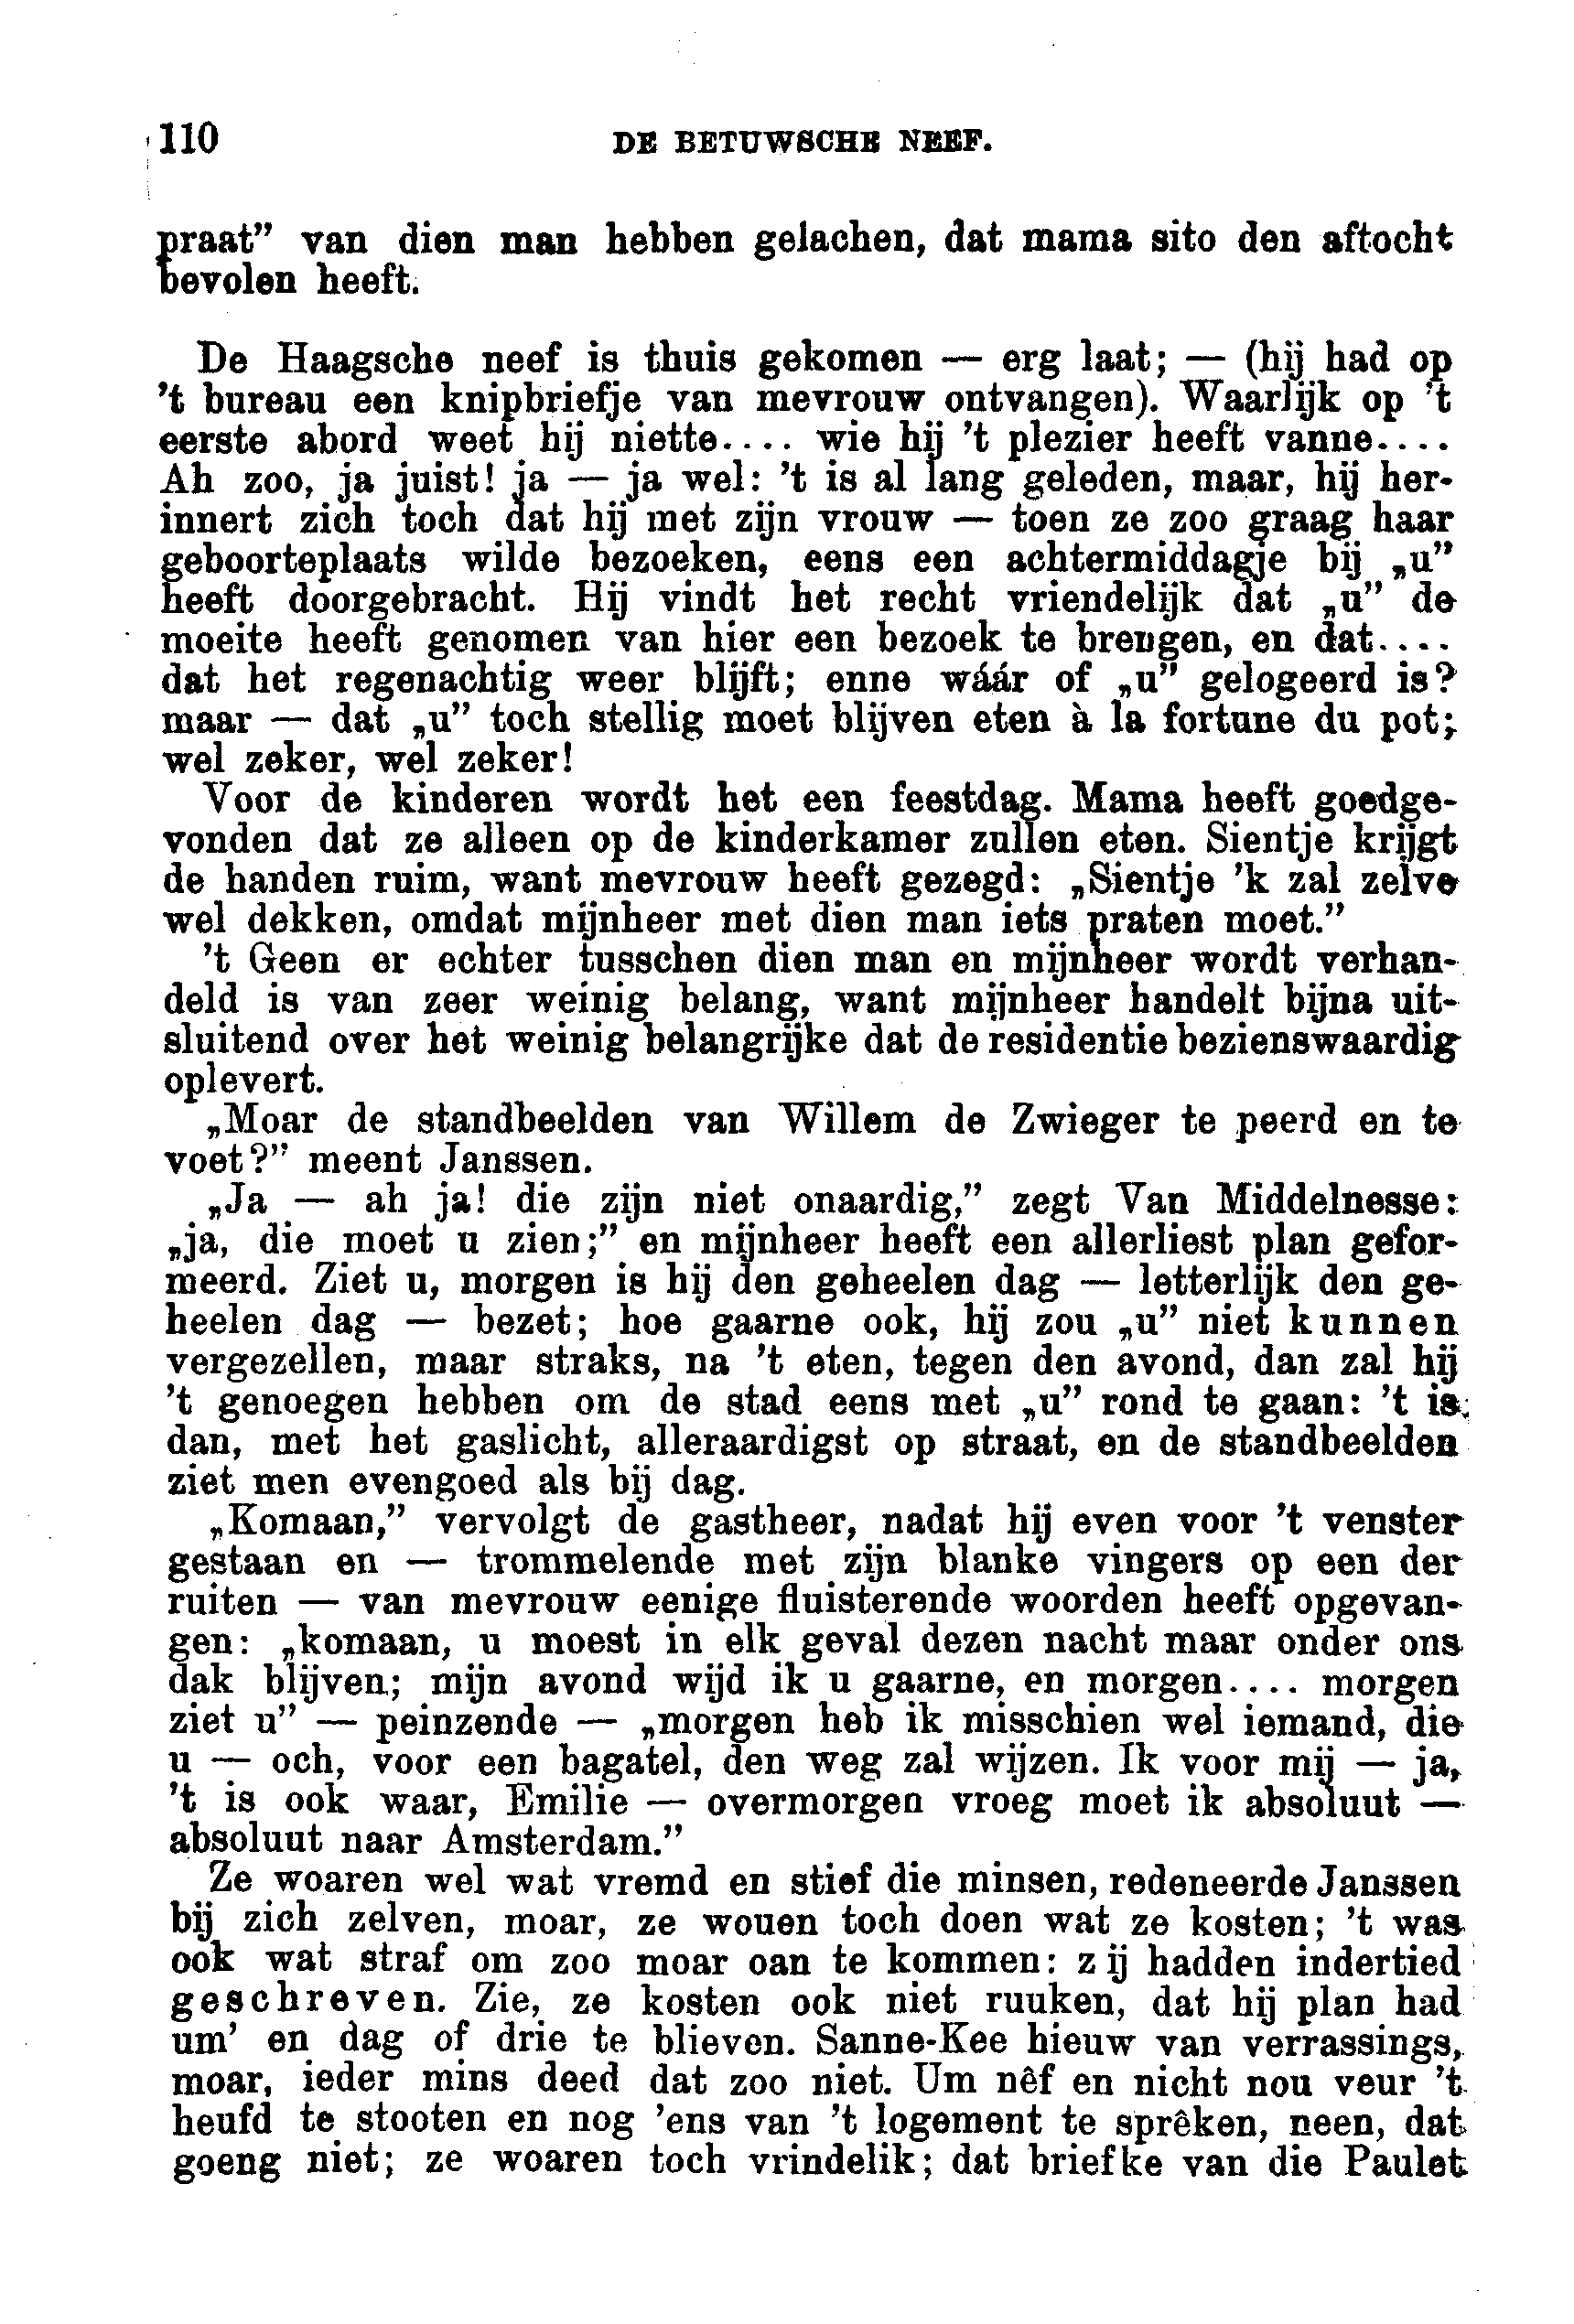 110
DE BETUWSCHE NEEF.
praat” van dien man hebben gelachen, dat mama sito den aftocht
bevolen heeft.
De Haagsche neef is thuis gekomen — erg laat; — (hij had op
’t bureau een knipbriefje van mevrouw ontvangen). Waarlijk op ’t
eerste abord weet hij niette.... wie hij ’t plezier heeft vanne....
Ah zoo, ja juist! ja — ja wel: ’t is al lang geleden, maar, hij her-
innert zich toch dat hij met zijn vrouw — toen ze zoo graag haar
geboorteplaats wilde bezoeken, eens een achtermiddagje bij „u”
heeft doorgebracht. Hij vindt het recht vriendelijk dat „u” de
moeite heeft genomen van hier een bezoek te brengen, en dat....
dat het regenachtig weer blijft; enne wáár of „u” gelogeerd is?
maar — dat „u” toch stellig moet blijven eten à la fortune du pot;
wel zeker, wel zeker!
Voor de kinderen wordt het een feestdag. Mama heeft goedge-
vonden dat ze alleen op de kinderkamer zullen eten. Sientje krijgt
de handen ruim, want mevrouw heeft gezegd: „Sientje ’k zal zelve
wel dekken, omdat mijnheer met dien man iets praten moet.”
’t Geen er echter tusschen dien man en mijnheer wordt verhan-
deld is van zeer weinig belang, want mijnheer handelt bijna uit-
sluitend over het weinig belangrijke dat de residentie bezienswaardig
oplevert.
„Moar de standbeelden van Willem de Zwieger te peerd en te
voet?” meent Janssen.
„Ja — ah ja! die zijn niet onaardig,” zegt Van Middelnesse:
„ja, die moet u zien;” en mijnheer heeft een allerliest plan gefor-
meerd. Ziet u, morgen is hij den geheelen dag — letterlijk den ge-
heelen dag — bezet; hoe gaarne ook, hij zou „u” niet kunnen
vergezellen, maar straks, na ’t eten, tegen den avond, dan zal hij
’t genoegen hebben om de stad eens met „u” rond te gaan: ’t is
dan, met het gaslicht, alleraardigst op straat, en de standbeelden
ziet men evengoed als bij dag.
„Komaan,” vervolgt de gastheer, nadat hij even voor ’t venster
gestaan en — trommelende met zijn blanke vingers op een der
ruiten — van mevrouw eenige fluisterende woorden heeft opgevan-
gen: „komaan, u moest in elk geval dezen nacht maar onder ons
dak blijven; mijn avond wijd ik u gaarne, en morgen.... morgen
ziet u” — peinzende — „morgen heb ik misschien wel iemand, die
u — och, voor een bagatel, den weg zal wijzen. Ik voor mij — ja,
’t is ook waar, Emilie — overmorgen vroeg moet ik absoluut —
absoluut naar Amsterdam.”
Ze woaren wel wat vremd en stief die minsen, redeneerde Janssen
bij zich zelven, moar, ze wouen toch doen wat ze kosten; ’t was
ook wat straf om zoo moar oan te kommen: zij hadden indertied
geschreven. Zie, ze kosten ook niet ruuken, dat hij plan had
um’ en dag of drie te blieven. Sanne-Kee hieuw van verrassings,
moar, ieder mins deed dat zoo niet. Um nêf en nicht nou veur ’t
heufd te stooten en nog ’ens van ’t logement te sprêken, neen, dat
goeng niet; ze woaren toch vrindelik; dat briefke van die Paulet